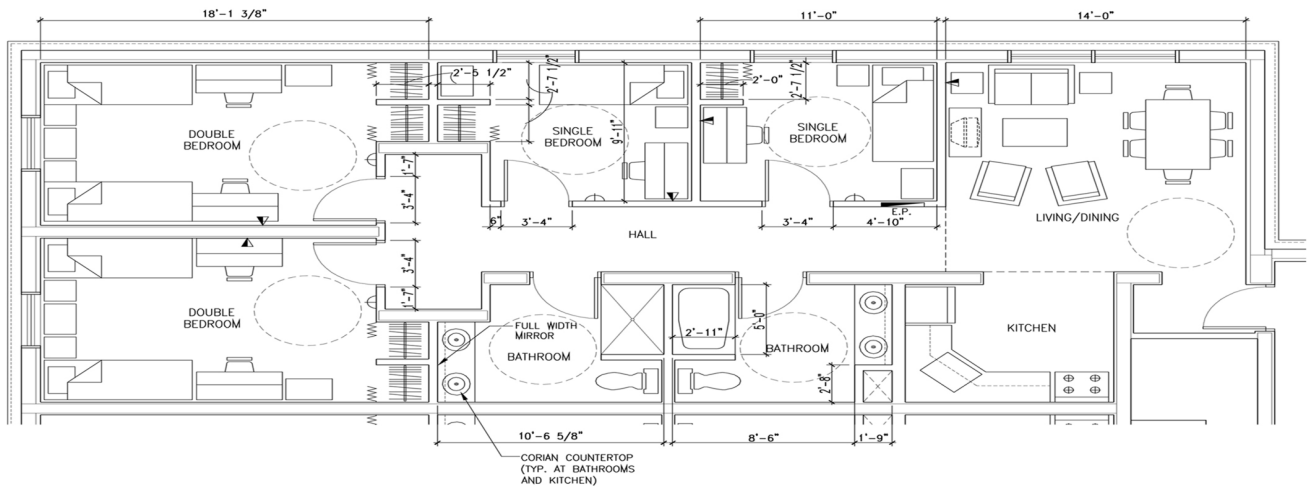 18'-1 3/8"
11'-0"
14'-0"
2'-5 1/2"
2'-7 1/2"
2'-0"
2'-7 1/2"
DOUBLE
BEDROOM
SINGLE
BEDROOM
9'-11"
SINGLE
BEDROOM
1'-7"
3'-4"
6"
3'-4"
3'-4"
4'-10"
E.P.
LIVING/DINING
HALL
3'-4"
1'-7"
DOUBLE
BEDROOM
FULL WIDTH
MIRROR
BATHROOM
2'-11"
5'-0"
BATHROOM
KITCHEN
2'-8"
10'-6 5/8"
8'-6"
1'-9"
CORIAN COUNTERTOP
(TYP. AT BATHROOMS
AND KITCHEN)